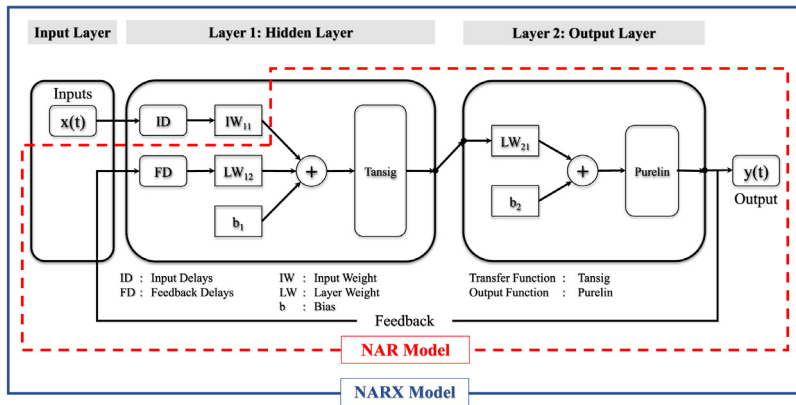 Input Layer
Layer 1: Hidden Layer
Layer 2: Output Layer
Inputs
x(t)
ID
IW11
FD
LW12
b1
+
Tansig
LW21
b2
+
Purelin
y(t)
Output
ID : Input Delays
FD : Feedback Delays
IW : Input Weight
LW : Layer Weight
b : Bias
Transfer Function : Tansig
Output Function : Purelin
Feedback
NAR Model
NARX Model